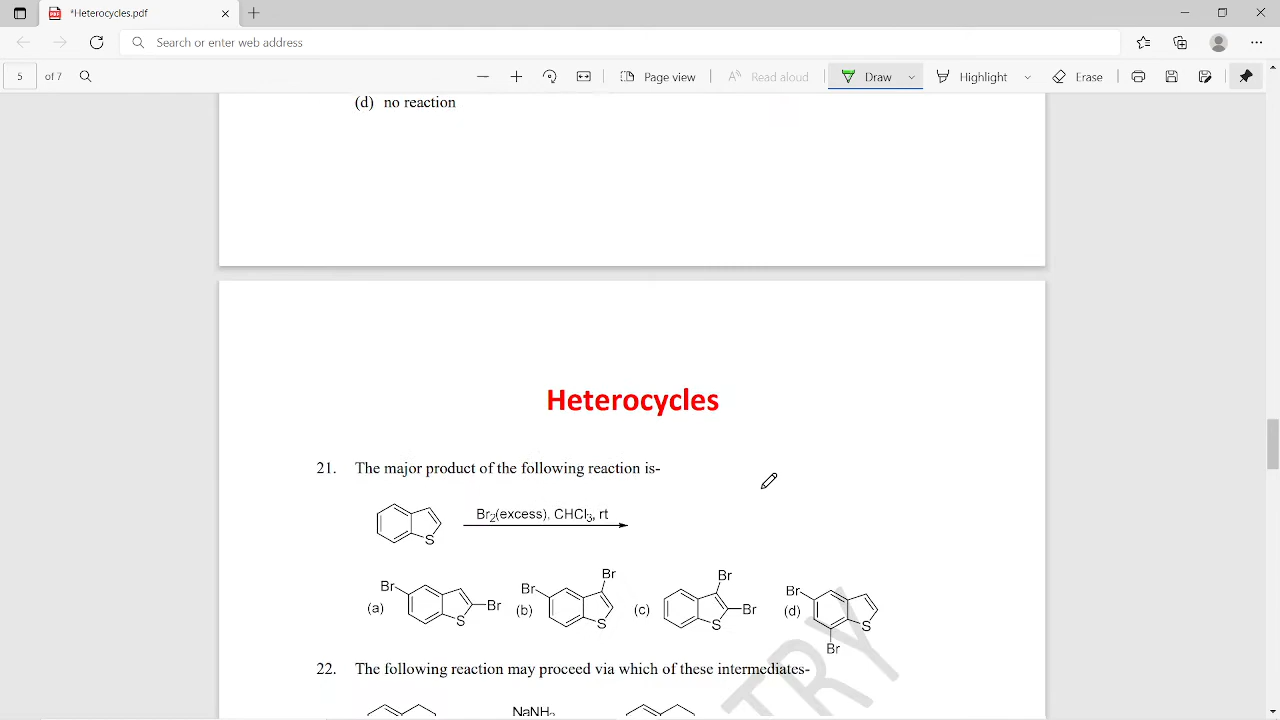 *Heterocycles.pdf
Search or enter web address
5 of 7 Page view Read aloud Draw Highlight Erase
(d) no reaction
Heterocycles
21. The major product of the following reaction is-
Br2(excess), CHCl3, rt
S
(a) Br Br S
(b) Br Br S
(c) Br Br S
(d) Br Br S
TRY
22. The following reaction may proceed via which of these intermediates-
NaNH2